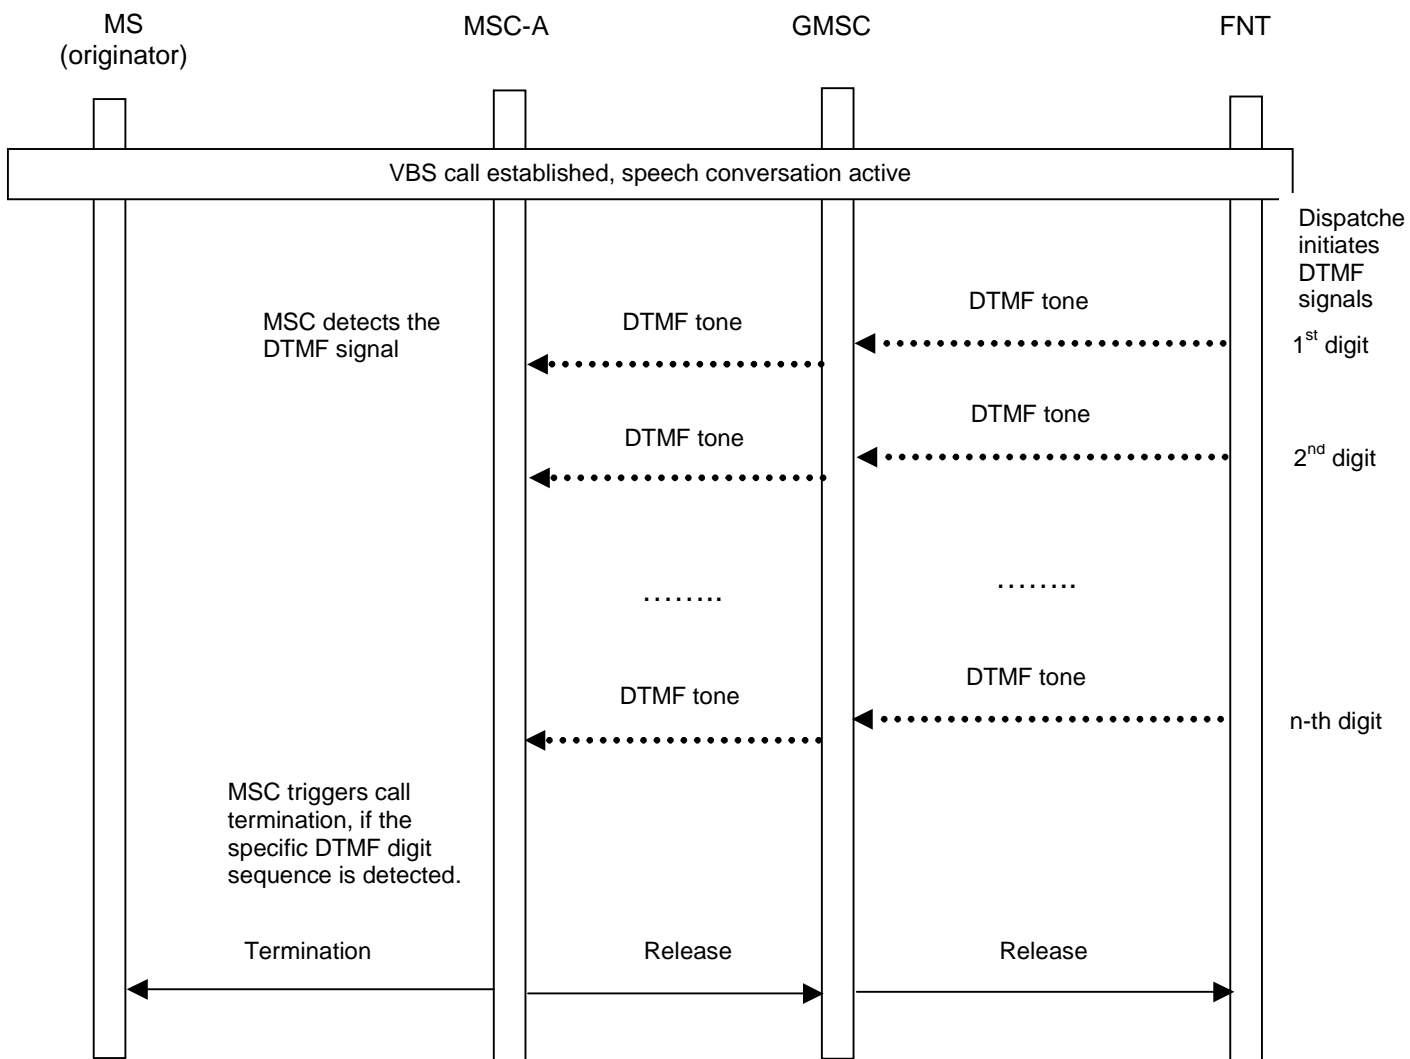 MS
(originator)
MSC-A
GMSC
FNT
VBS call established, speech conversation active
Dispatche
initiates
DTMF
signals
DTMF tone
DTMF tone
MSC detects the
DTMF signal
1st digit
DTMF tone
DTMF tone
2nd digit
........
........
DTMF tone
DTMF tone
n-th digit
MSC triggers call
termination, if the
specific DTMF digit
sequence is detected.
Termination
Release
Release